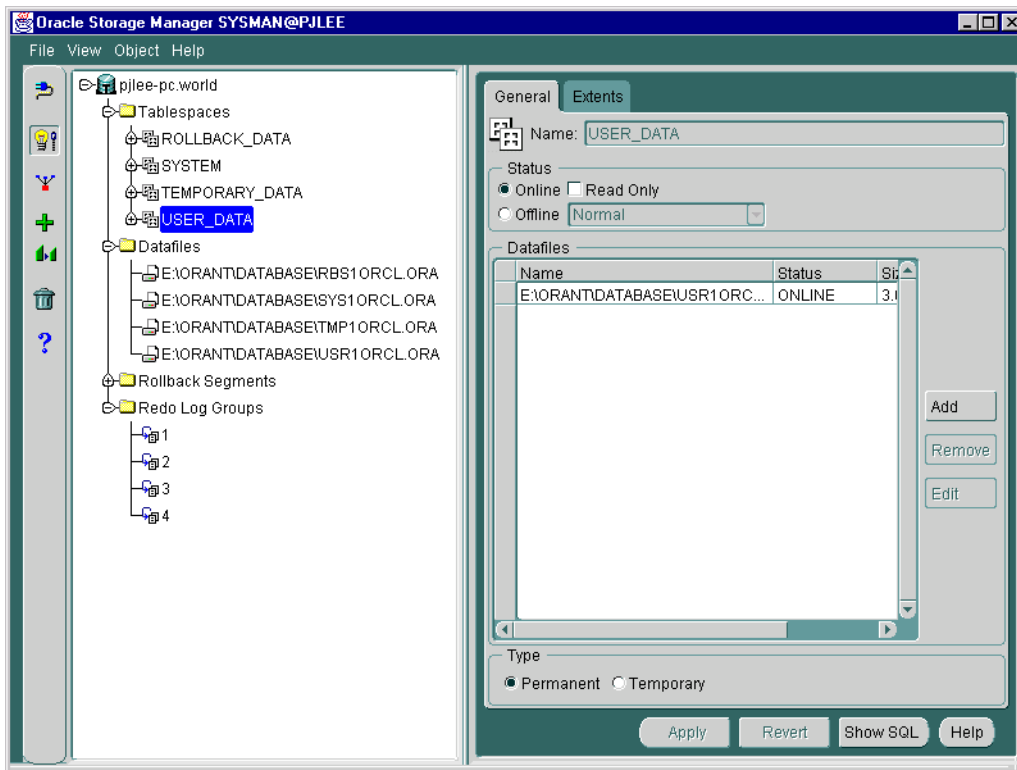 Oracle Storage Manager SYSMAN@PJLEE
File View Object Help
pjlee-pc.world
Tablespaces
ROLLBACK_DATA
SYSTEM
TEMPORARY_DATA
USER_DATA
Datafiles
E:\ORANT\DATABASE\RBS1ORCL.ORA
E:\ORANT\DATABASE\SYS1ORCL.ORA
E:\ORANT\DATABASE\TMP1ORCL.ORA
E:\ORANT\DATABASE\USR1ORCL.ORA
Rollback Segments
Redo Log Groups
1
2
3
4
General Extents
Name: USER_DATA
Status
Online Read Only
Offline Normal
Datafiles
Name Status
E:\ORANT\DATABASE\USR1ORC... ONLINE
Add
Remove
Edit
Type
Permanent Temporary
Apply Revert Show SQL Help